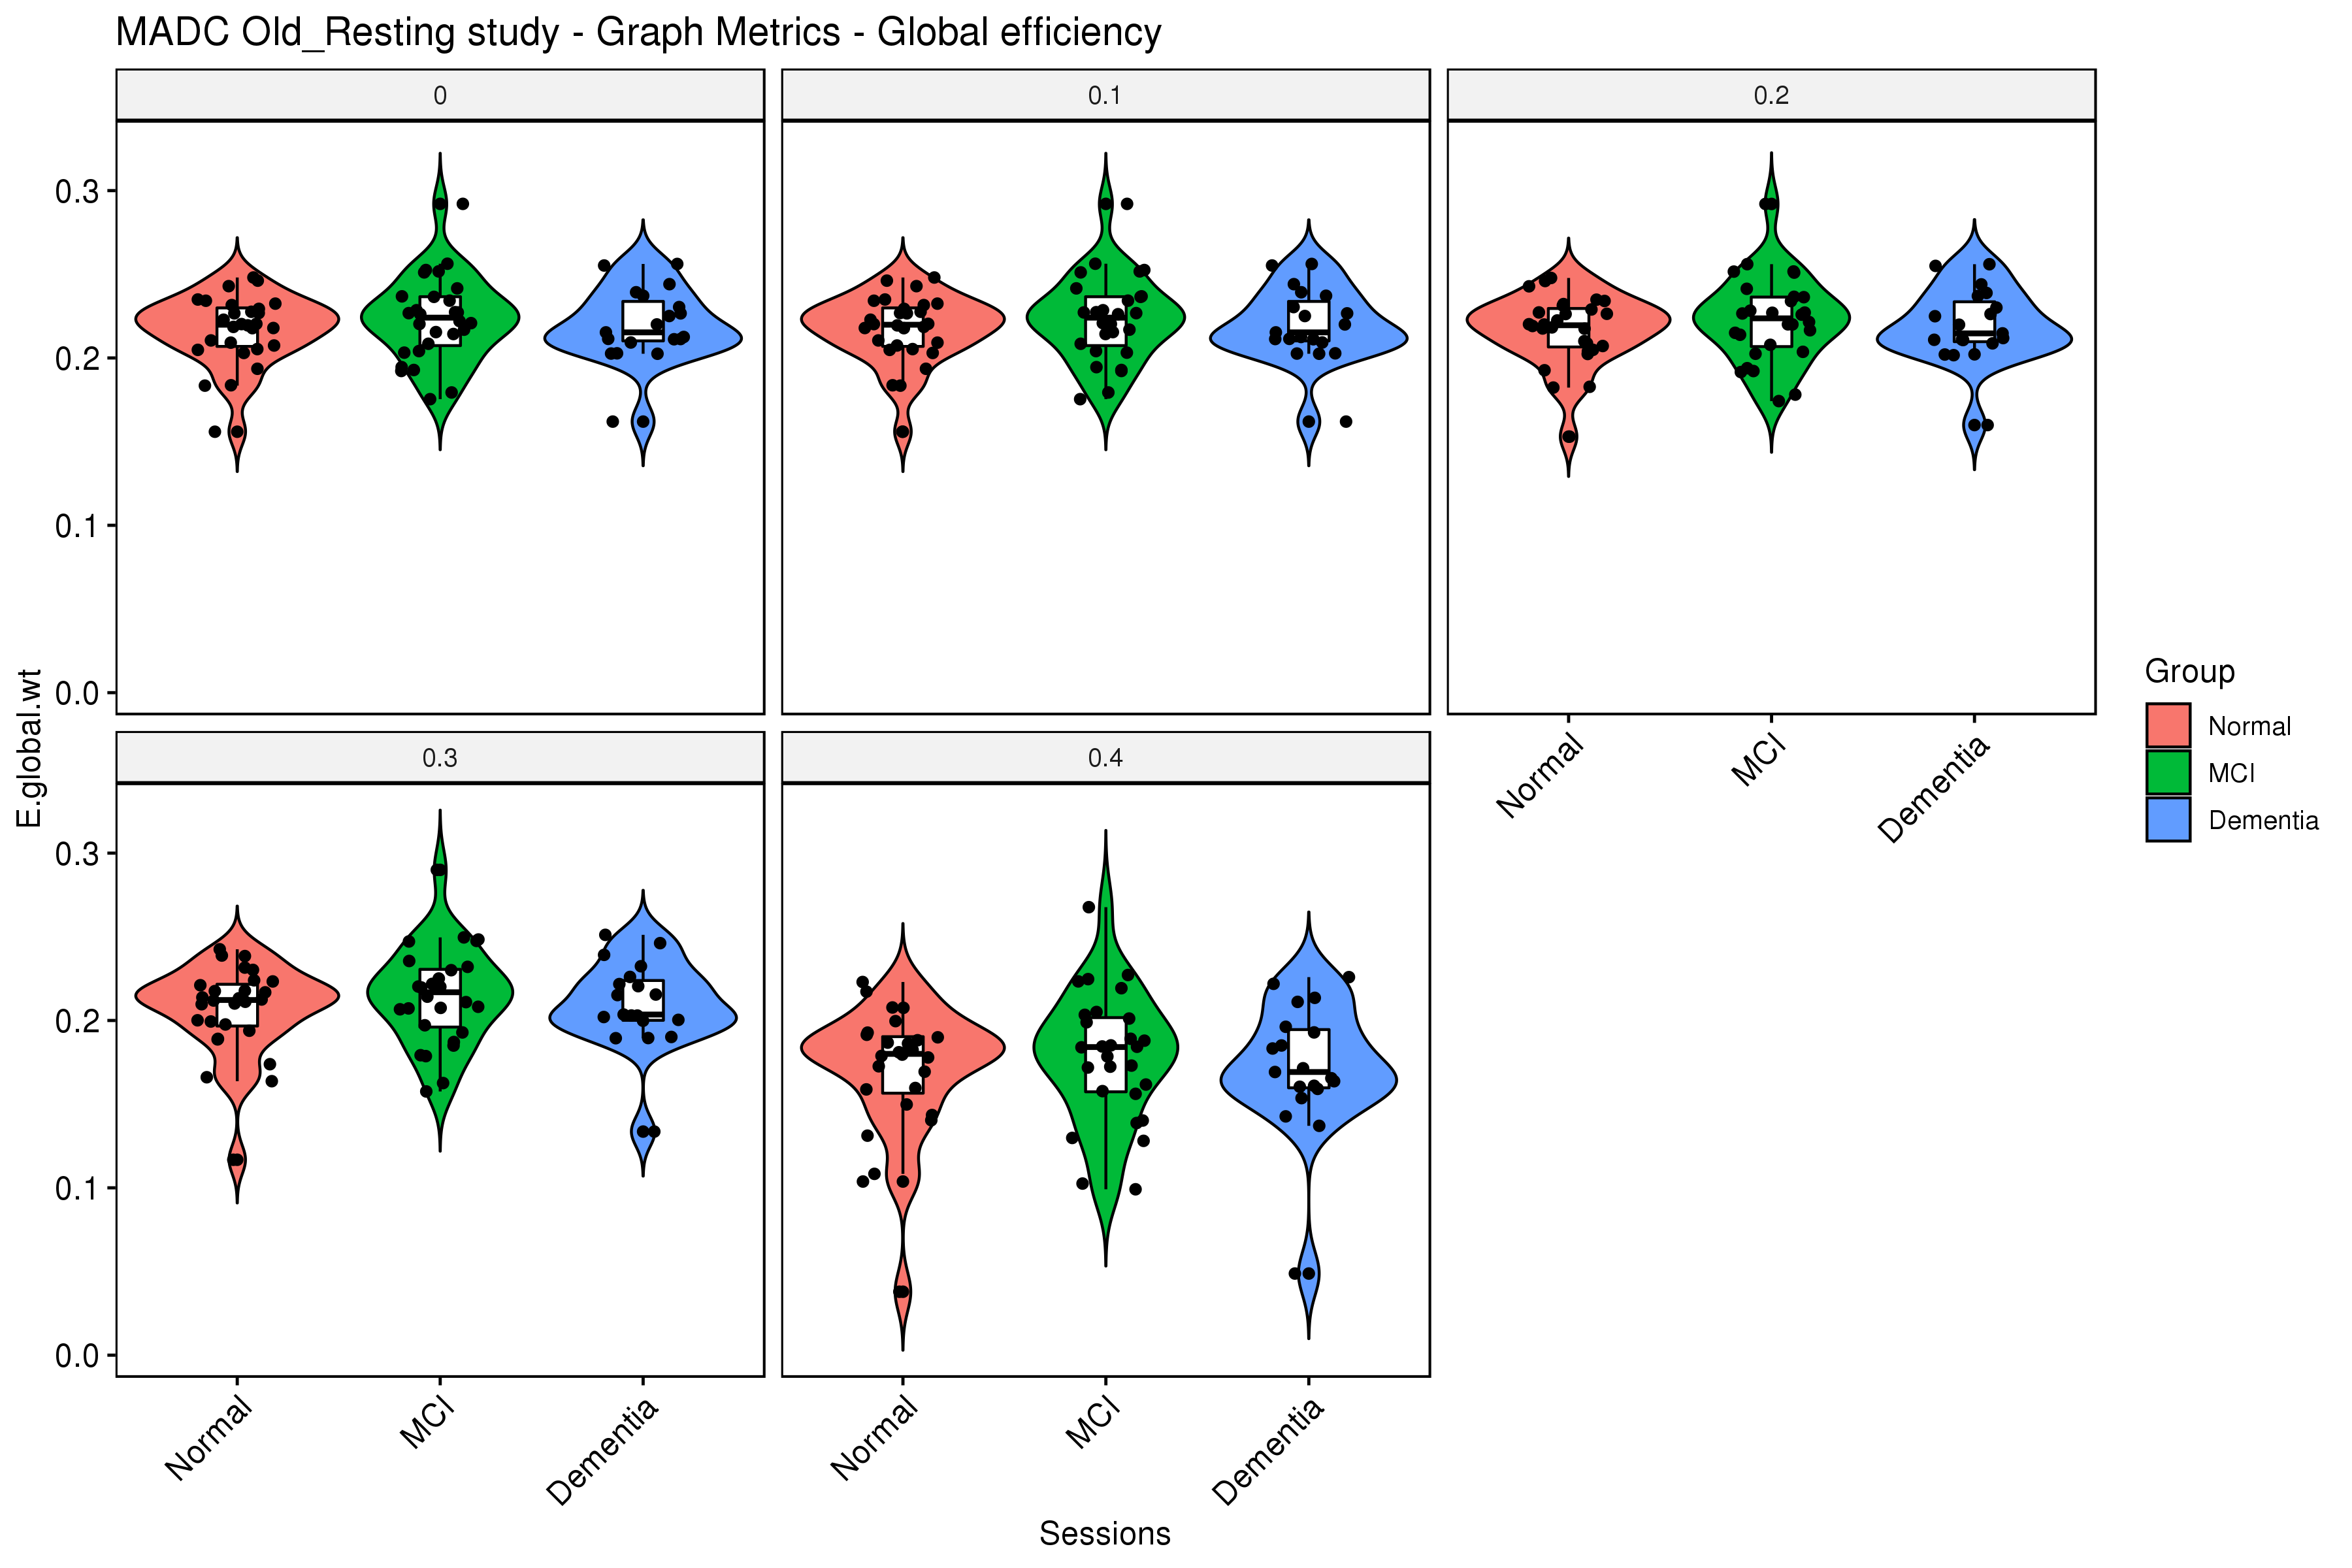 MADC Old_Resting study - Graph Metrics - Global efficiency
0
0.1
0.2
0.3
0.2
0.1
0.0
Normal
MCI
Dementia
0.3
0.4
0.3
0.2
0.1
0.0
Normal
MCI
Dementia
Normal
MCI
Dementia
E.global.wt
Sessions
Group
Normal
MCI
Dementia